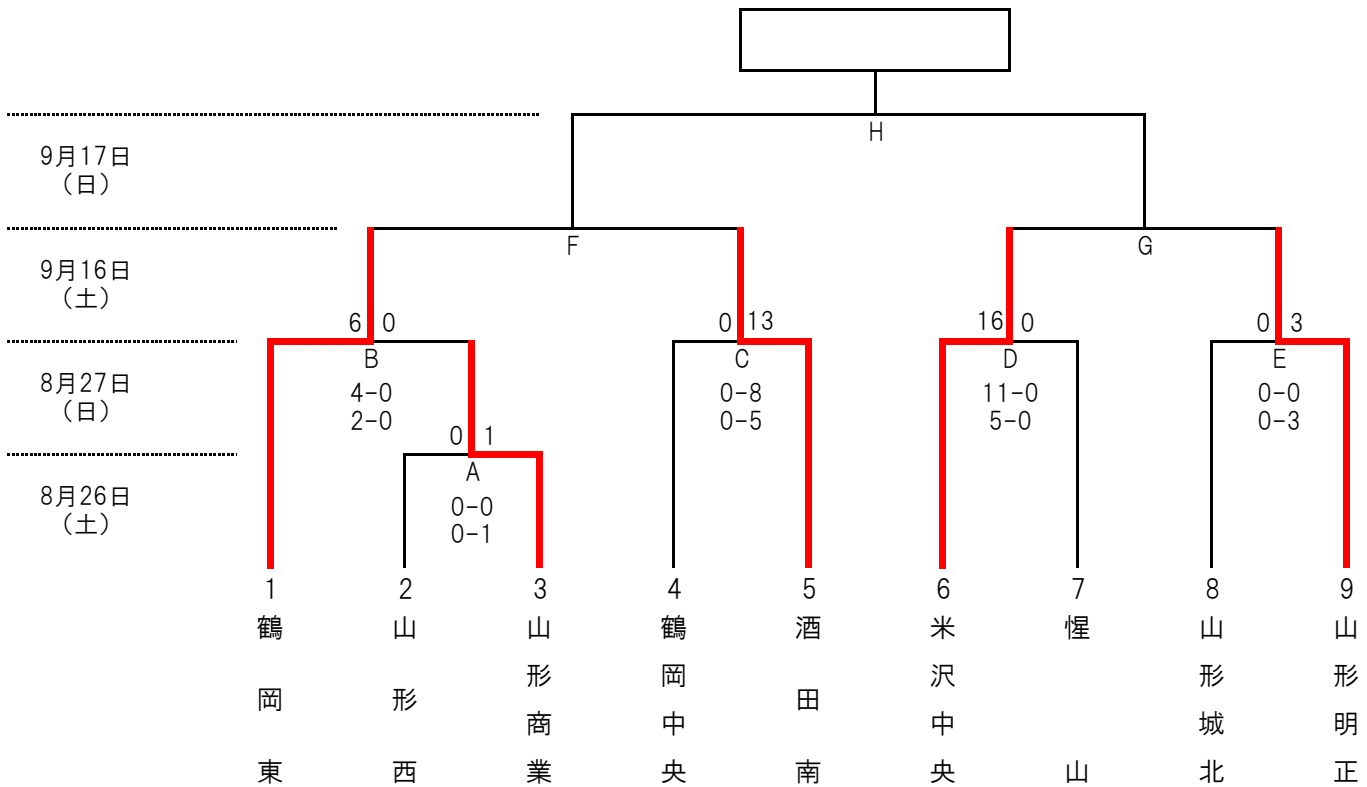 H
9月17日
（日）
F
G
9月16日
（土）
6 0
0 13
16 0
0 3
B
C
D
E
8月27日
（日）
4-0
2-0
0-8
0-5
11-0
5-0
0-0
0-3
0 1
A
8月26日
（土）
0-0
0-1
1 2 3 4 5 6 7 8 9
鶴岡東
山形西
山形商業
鶴岡中央
酒田南
米沢中央
惺山
山形城北
山形明正